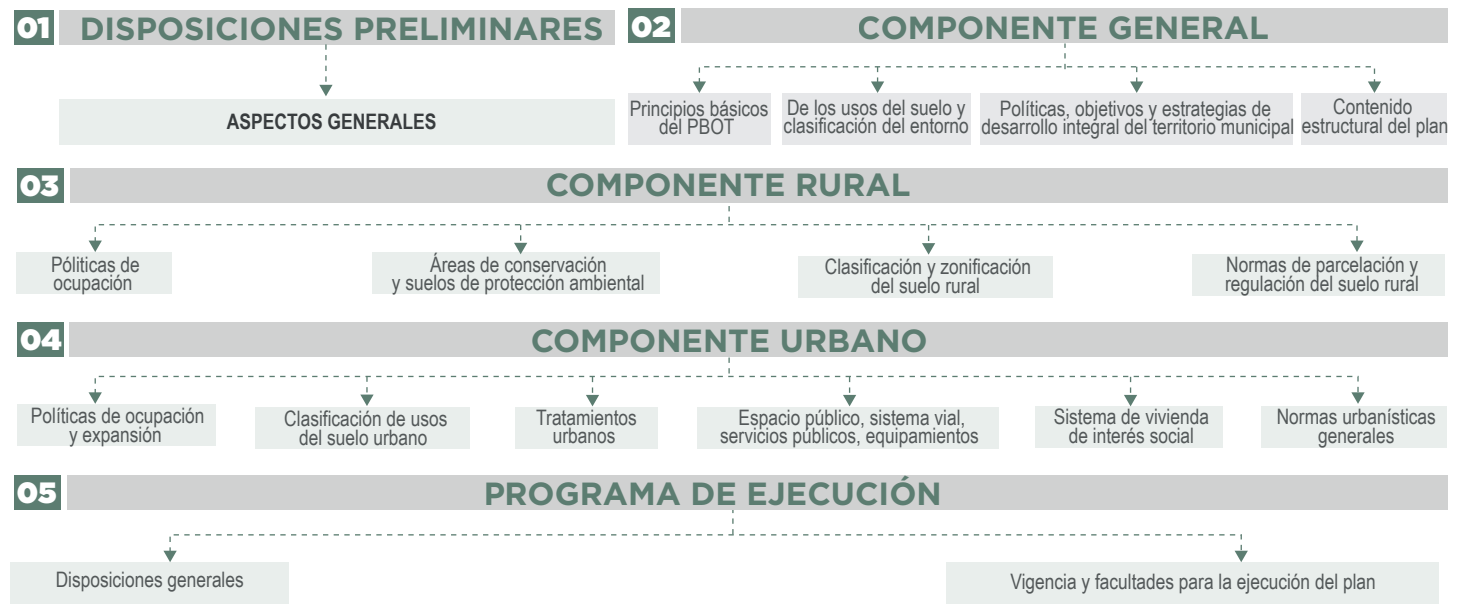 01 DISPOSICIONES PRELIMINARES
ASPECTOS GENERALES
02 COMPONENTE GENERAL
Principios básicos
del PBOT
De los usos del suelo y
clasificación del entorno
Políticas, objetivos y estrategias de
desarrollo integral del territorio municipal
Contenido
estructural del plan
03 COMPONENTE RURAL
Póliticas de
ocupación
Áreas de conservación
y suelos de protección ambiental
Clasificación y zonificación
del suelo rural
Normas de parcelación y
regulación del suelo rural
04 COMPONENTE URBANO
Políticas de ocupación
y expansión
Clasificación de usos
del suelo urbano
Tratamientos
urbanos
Espacio público, sistema vial,
servicios públicos, equipamientos
Sistema de vivienda
de interés social
Normas urbanísticas
generales
05 PROGRAMA DE EJECUCIÓN
Disposiciones generales
Vigencia y facultades para la ejecución del plan